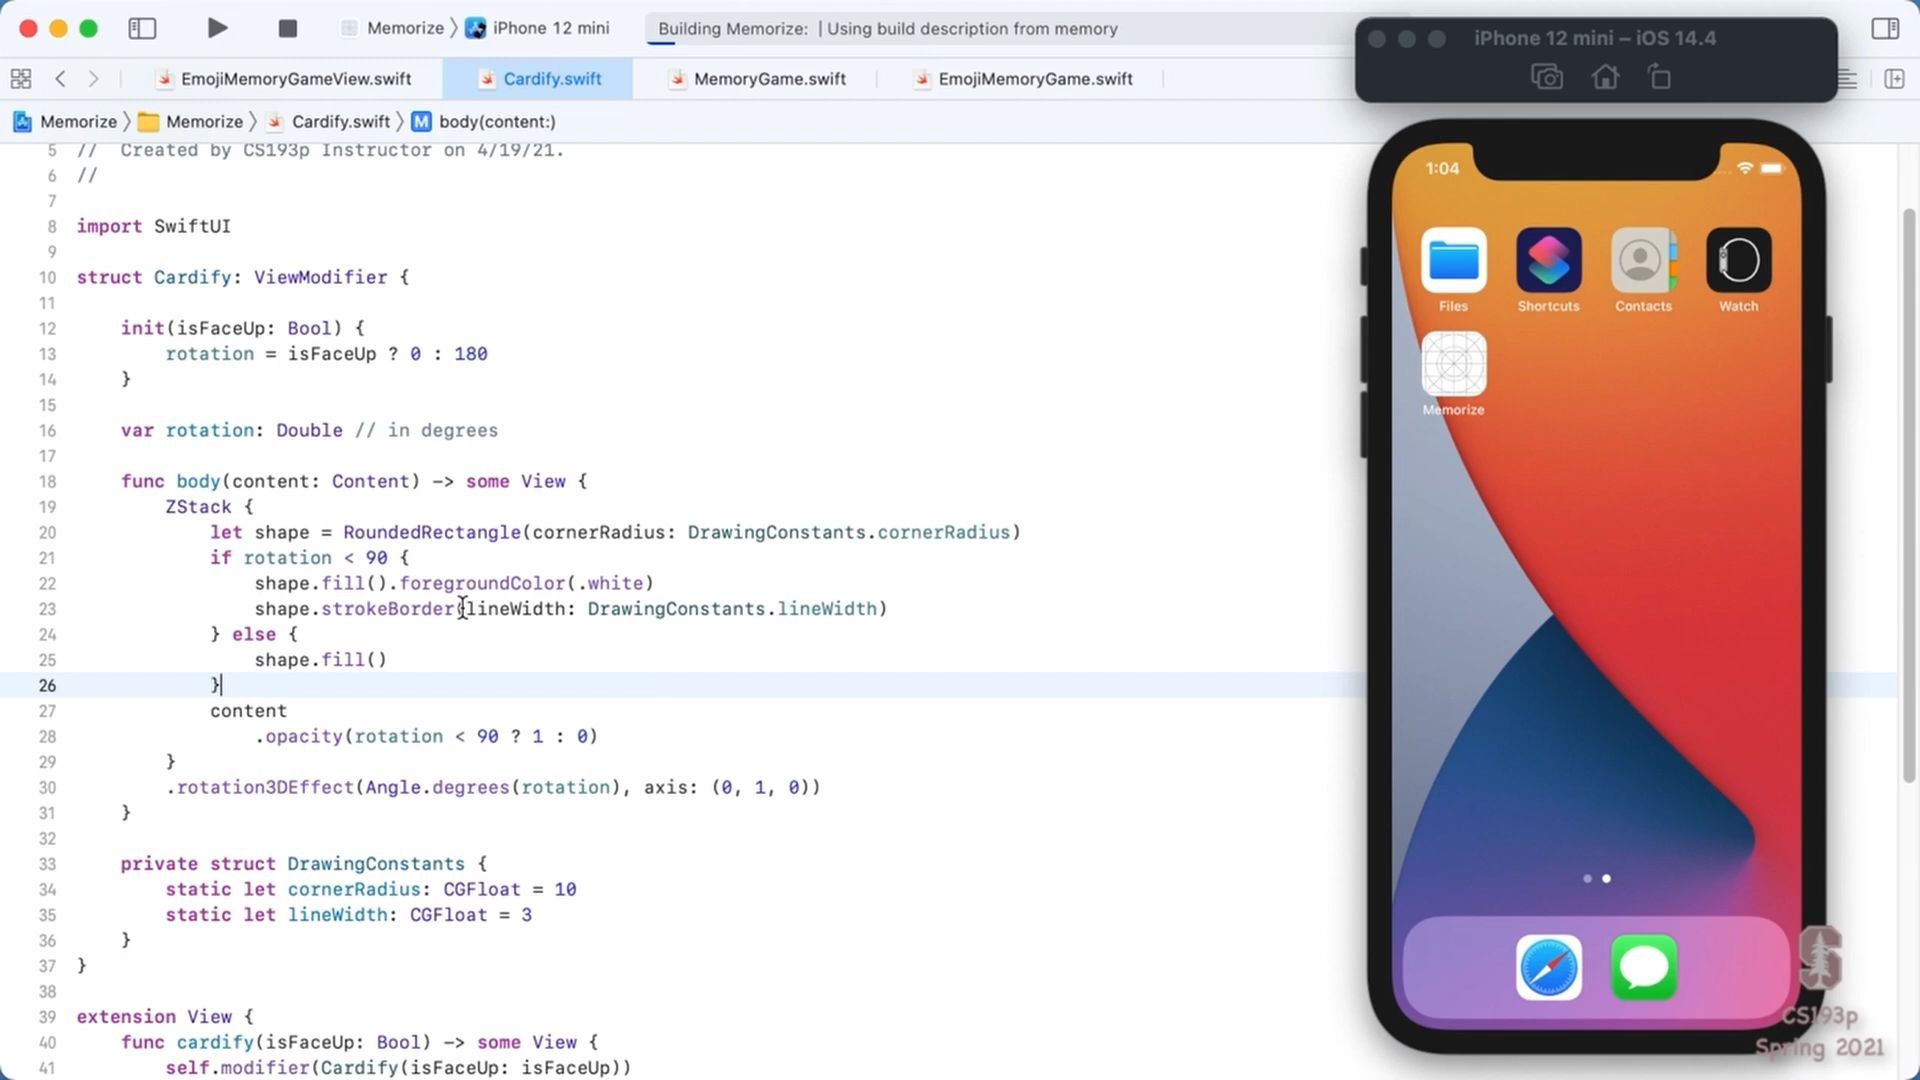 Memorize 〉 iPhone 12 mini
Building Memorize: | Using build description from memory
iPhone 12 mini – iOS 14.4
EmojiMemoryGameView.swift
Cardify.swift
MemoryGame.swift
EmojiMemoryGame.swift
Memorize 〉 Memorize 〉 Cardify.swift 〉 M body(content:)
5 //  Created by CS193p Instructor on 4/19/21.
6 //
7
8 import SwiftUI
9
10 struct Cardify: ViewModifier {
11
12     init(isFaceUp: Bool) {
13         rotation = isFaceUp ? 0 : 180
14     }
15
16     var rotation: Double // in degrees
17
18     func body(content: Content) -> some View {
19         ZStack {
20             let shape = RoundedRectangle(cornerRadius: DrawingConstants.cornerRadius)
21             if rotation < 90 {
22                 shape.fill().foregroundColor(.white)
23                 shape.strokeBorder(lineWidth: DrawingConstants.lineWidth)
24             } else {
25                 shape.fill()
26             }
27             content
28                 .opacity(rotation < 90 ? 1 : 0)
29         }
30         .rotation3DEffect(Angle.degrees(rotation), axis: (0, 1, 0))
31     }
32
33     private struct DrawingConstants {
34         static let cornerRadius: CGFloat = 10
35         static let lineWidth: CGFloat = 3
36     }
37 }
38
39 extension View {
40     func cardify(isFaceUp: Bool) -> some View {
41         self.modifier(Cardify(isFaceUp: isFaceUp))
1:04
Files
Shortcuts
Contacts
Watch
Memorize
S
CS193p
Spring 2021